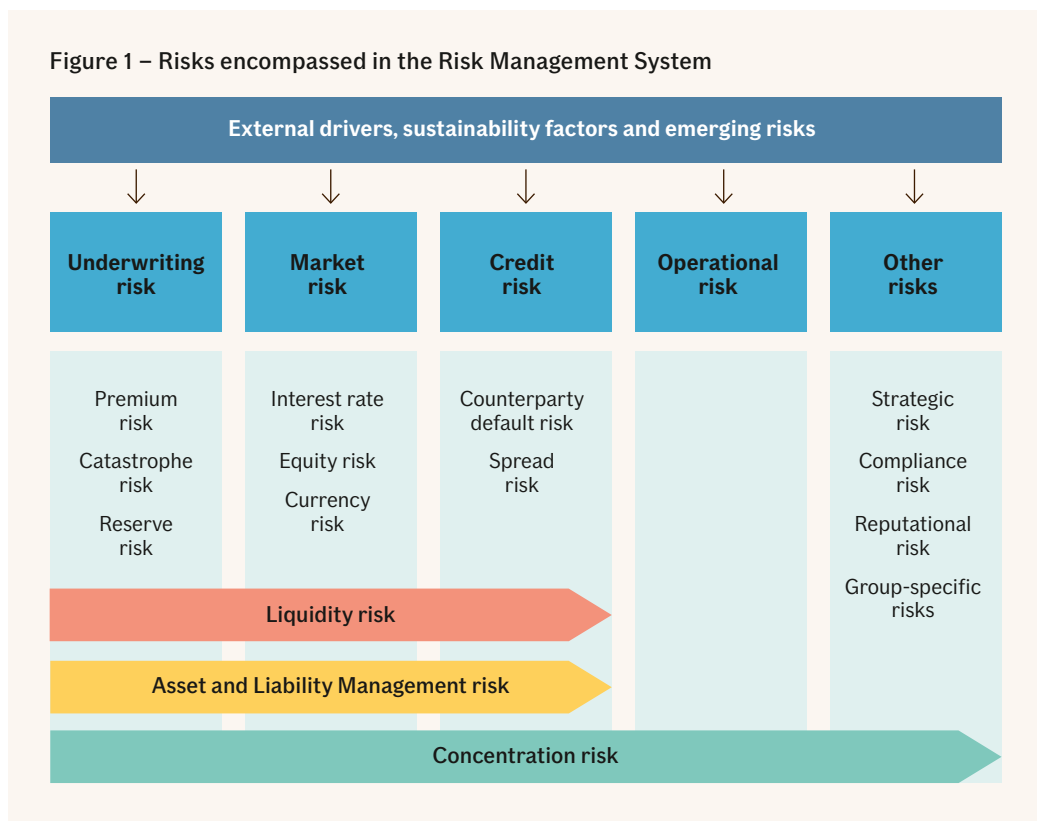 Figure 1 – Risks encompassed in the Risk Management System
External drivers, sustainability factors and emerging risks
Underwriting
risk
Market
risk
Credit
risk
Operational
risk
Other
risks
Premium
risk
Catastrophe
risk
Reserve
risk
Interest rate
risk
Equity risk
Currency
risk
Counterparty
default risk
Spread
risk
Strategic
risk
Compliance
risk
Reputational
risk
Group-specific
risks
Liquidity risk
Asset and Liability Management risk
Concentration risk